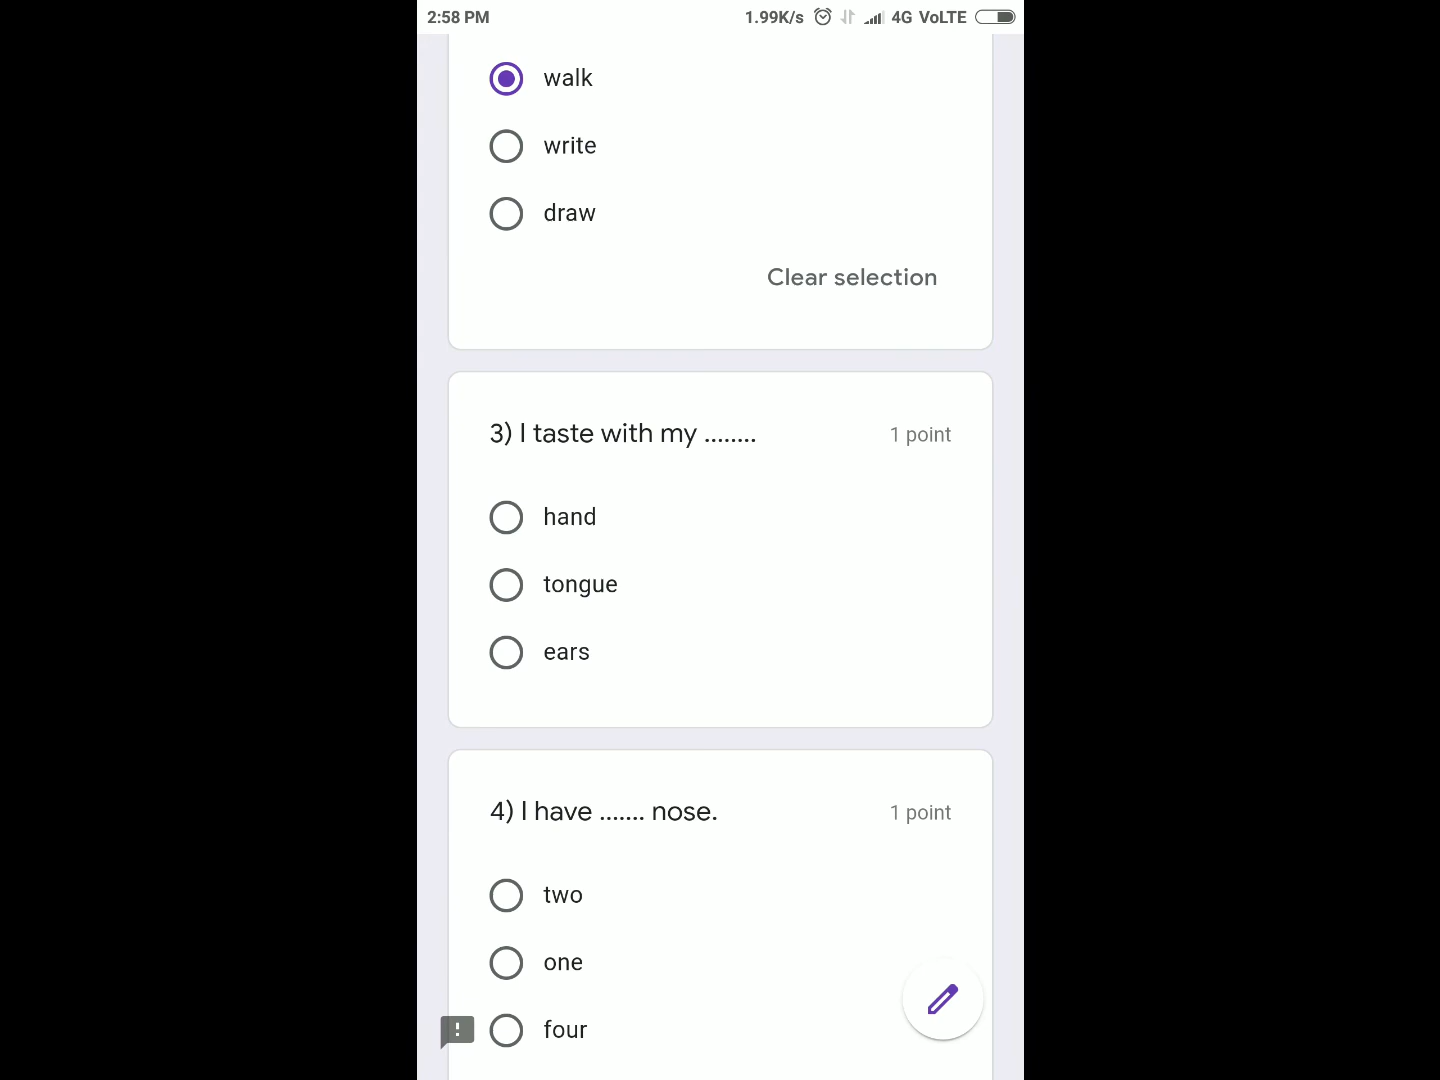 2:58 PM 1.99K/s 4G VoLTE
walk
write
draw
Clear selection
3) I taste with my ........ 1 point
hand
tongue
ears
4) I have ....... nose. 1 point
two
one
four